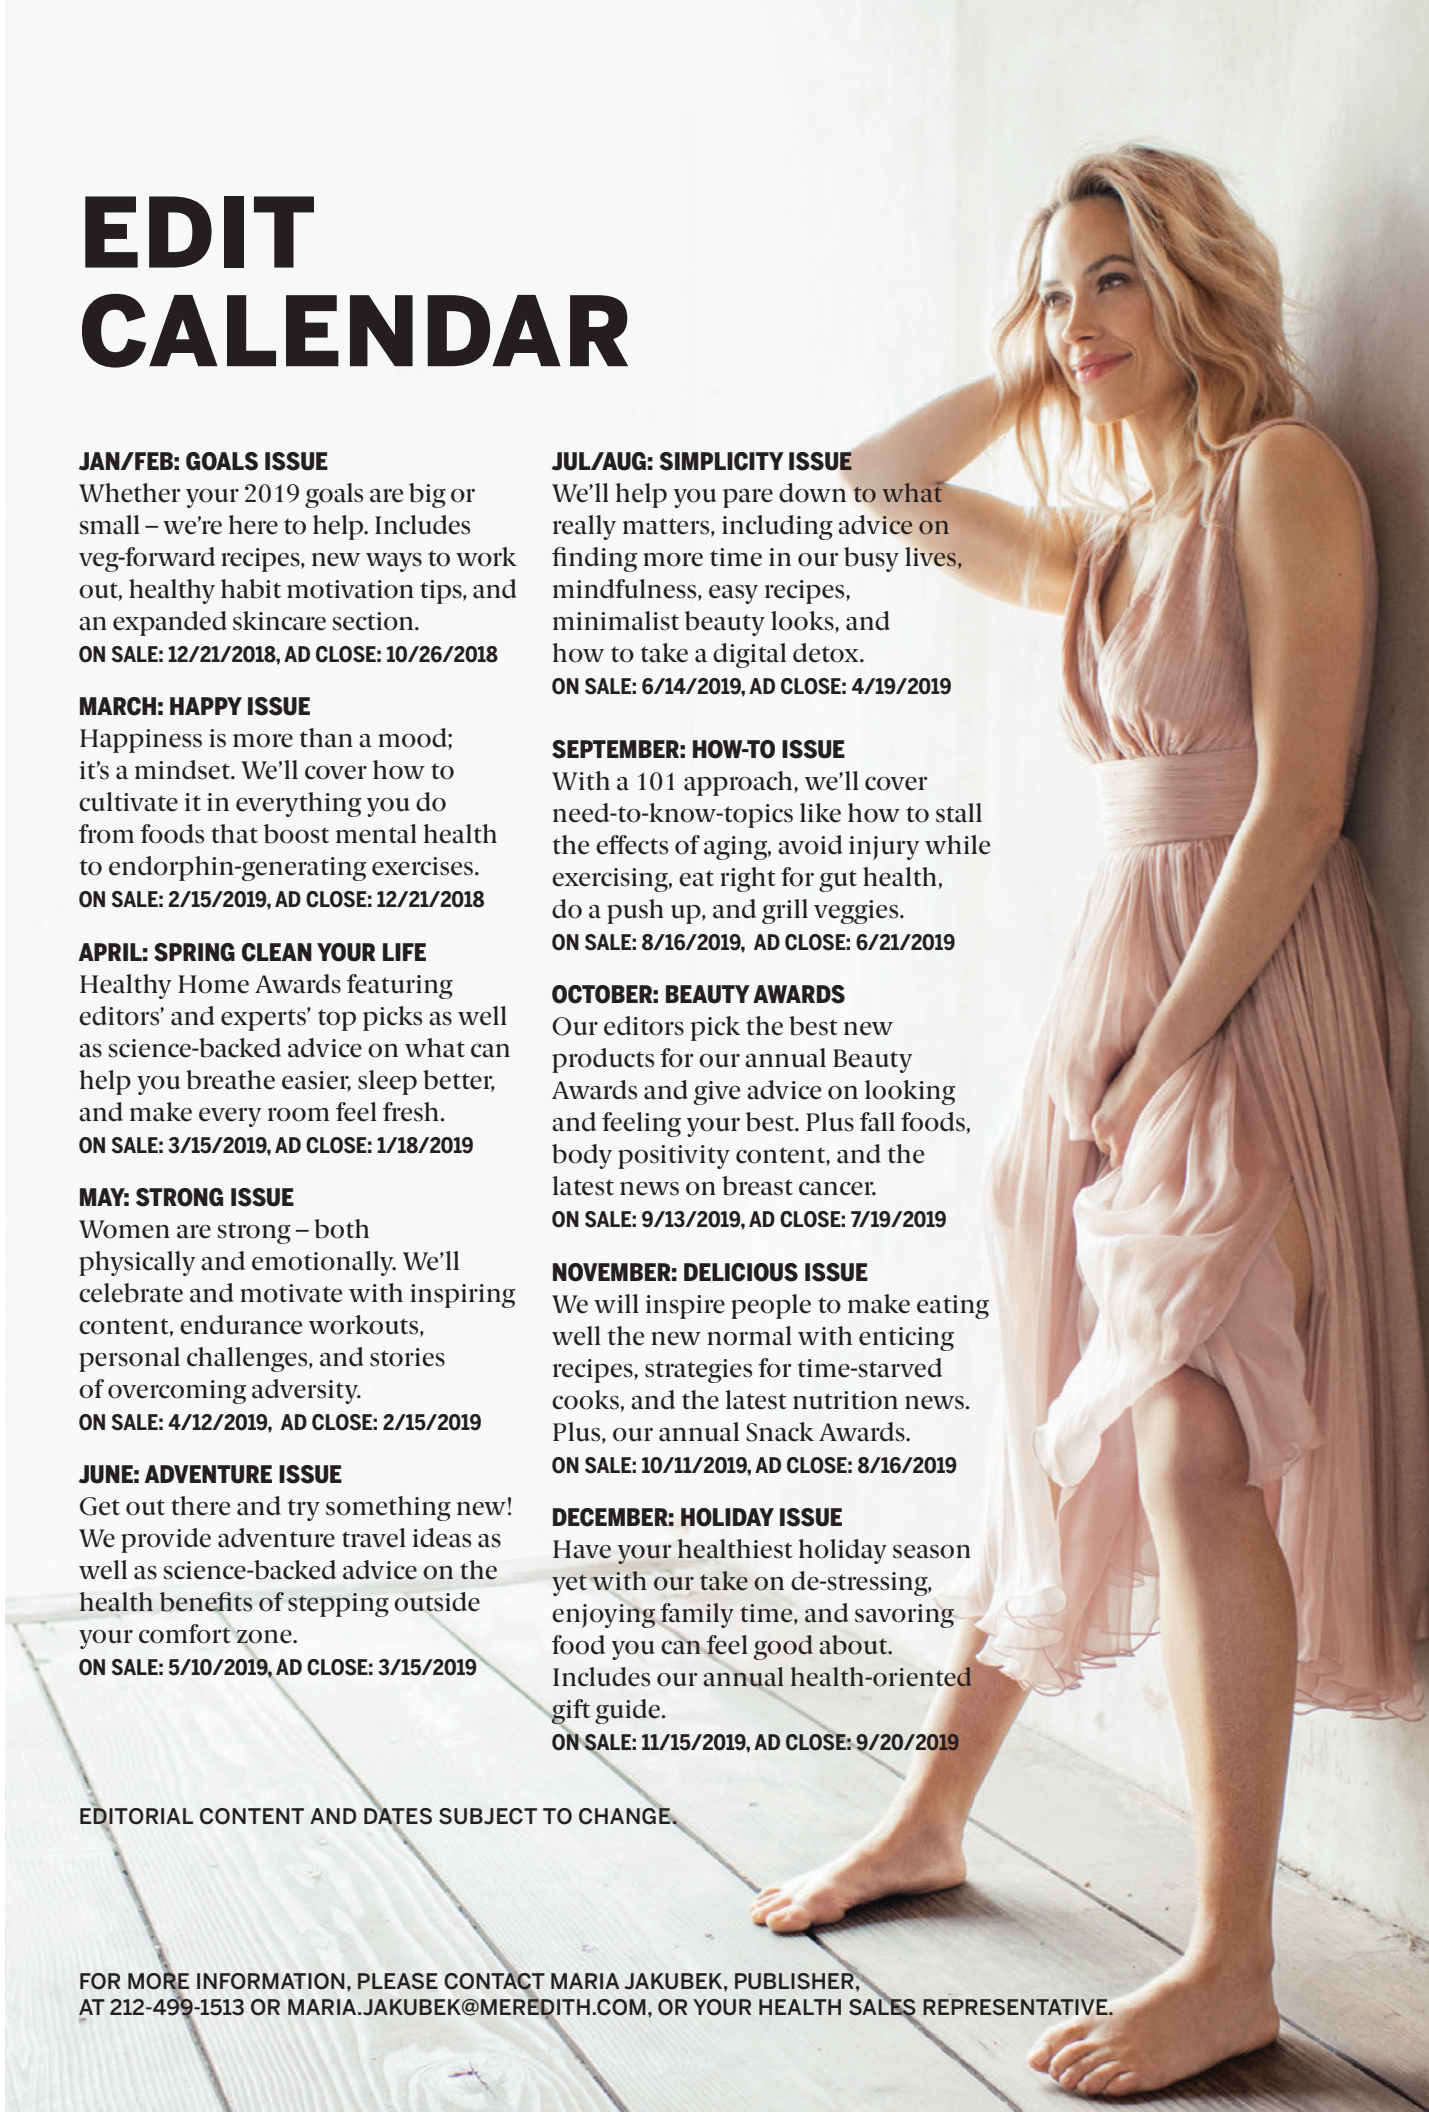 EDIT
CALENDAR
JAN/FEB: GOALS ISSUE
Whether your 2019 goals are big or
small – we’re here to help. Includes
veg-forward recipes, new ways to work
out, healthy habit motivation tips, and
an expanded skincare section.
ON SALE: 12/21/2018, AD CLOSE: 10/26/2018
MARCH: HAPPY ISSUE
Happiness is more than a mood;
it’s a mindset. We’ll cover how to
cultivate it in everything you do
from foods that boost mental health
to endorphin-generating exercises.
ON SALE: 2/15/2019, AD CLOSE: 12/21/2018
APRIL: SPRING CLEAN YOUR LIFE
Healthy Home Awards featuring
editors’ and experts’ top picks as well
as science-backed advice on what can
help you breathe easier, sleep better,
and make every room feel fresh.
ON SALE: 3/15/2019, AD CLOSE: 1/18/2019
MAY: STRONG ISSUE
Women are strong – both
physically and emotionally. We’ll
celebrate and motivate with inspiring
content, endurance workouts,
personal challenges, and stories
of overcoming adversity.
ON SALE: 4/12/2019, AD CLOSE: 2/15/2019
JUNE: ADVENTURE ISSUE
Get out there and try something new!
We provide adventure travel ideas as
well as science-backed advice on the
health benefits of stepping outside
your comfort zone.
ON SALE: 5/10/2019, AD CLOSE: 3/15/2019
JUL/AUG: SIMPLICITY ISSUE
We’ll help you pare down to what
really matters, including advice on
finding more time in our busy lives,
mindfulness, easy recipes,
minimalist beauty looks, and
how to take a digital detox.
ON SALE: 6/14/2019, AD CLOSE: 4/19/2019
SEPTEMBER: HOW-TO ISSUE
With a 101 approach, we’ll cover
need-to-know-topics like how to stall
the effects of aging, avoid injury while
exercising, eat right for gut health,
do a push up, and grill veggies.
ON SALE: 8/16/2019, AD CLOSE: 6/21/2019
OCTOBER: BEAUTY AWARDS
Our editors pick the best new
products for our annual Beauty
Awards and give advice on looking
and feeling your best. Plus fall foods,
body positivity content, and the
latest news on breast cancer.
ON SALE: 9/13/2019, AD CLOSE: 7/19/2019
NOVEMBER: DELICIOUS ISSUE
We will inspire people to make eating
well the new normal with enticing
recipes, strategies for time-starved
cooks, and the latest nutrition news.
Plus, our annual Snack Awards.
ON SALE: 10/11/2019, AD CLOSE: 8/16/2019
DECEMBER: HOLIDAY ISSUE
Have your healthiest holiday season
yet with our take on de-stressing,
enjoying family time, and savoring
food you can feel good about.
Includes our annual health-oriented
gift guide.
ON SALE: 11/15/2019, AD CLOSE: 9/20/2019
EDITORIAL CONTENT AND DATES SUBJECT TO CHANGE.
FOR MORE INFORMATION, PLEASE CONTACT MARIA JAKUBEK, PUBLISHER,
AT 212-499-1513 OR MARIA.JAKUBEK@MEREDITH.COM, OR YOUR HEALTH SALES REPRESENTATIVE.